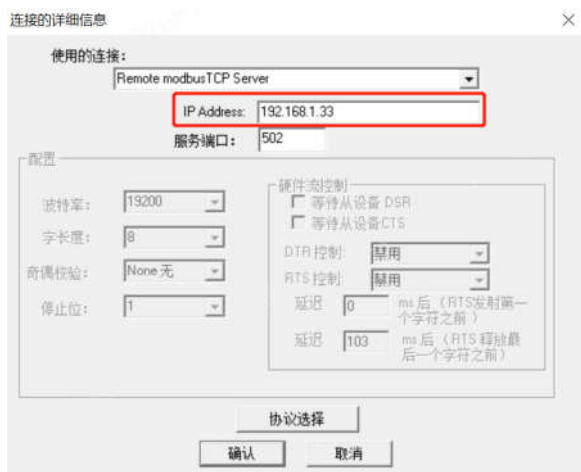 连接的详细信息
使用的连接：
Remote modbusTCP Server
IP Address: 192.168.1.33
服务端口： 502
配置
波特率： 19200
字长度： 8
奇偶校验： None 无
停止位： 1
硬件流控制
等待从设备 DSR
等待从设备CTS
DTR 控制： 禁用
RTS 控制： 禁用
延迟 0 ms 后（RTS发射第一
个字符之前）
延迟 103 ms 后（RTS 释放最
后一个字符之前）
协议选择
确认 取消